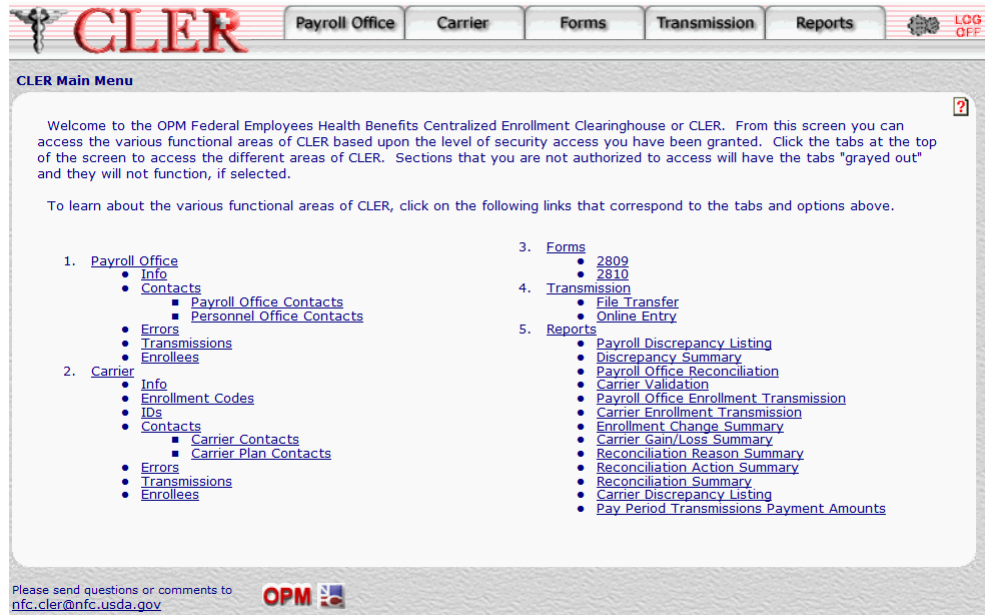 CLER
Payroll Office
Carrier
Forms
Transmission
Reports
LOG
OFF
CLER Main Menu
?
Welcome to the OPM Federal Employees Health Benefits Centralized Enrollment Clearinghouse or CLER. From this screen you can
access the various functional areas of CLER based upon the level of security access you have been granted. Click the tabs at the top
of the screen to access the different areas of CLER. Sections that you are not authorized to access will have the tabs "grayed out"
and they will not function, if selected.
To learn about the various functional areas of CLER, click on the following links that correspond to the tabs and options above.
1. Payroll Office
Info
Contacts
Payroll Office Contacts
Personnel Office Contacts
Errors
Transmissions
Enrollees
2. Carrier
Info
Enrollment Codes
IDs
Contacts
Carrier Contacts
Carrier Plan Contacts
Errors
Transmissions
Enrollees
3. Forms
2809
2810
4. Transmission
File Transfer
Online Entry
5. Reports
Payroll Discrepancy Listing
Discrepancy Summary
Payroll Office Reconciliation
Carrier Validation
Payroll Office Enrollment Transmission
Carrier Enrollment Transmission
Enrollment Change Summary
Carrier Gain/Loss Summary
Reconciliation Reason Summary
Reconciliation Action Summary
Reconciliation Summary
Carrier Discrepancy Listing
Pay Period Transmissions Payment Amounts
Please send questions or comments to
nfc.cler@nfc.usda.gov
OPM